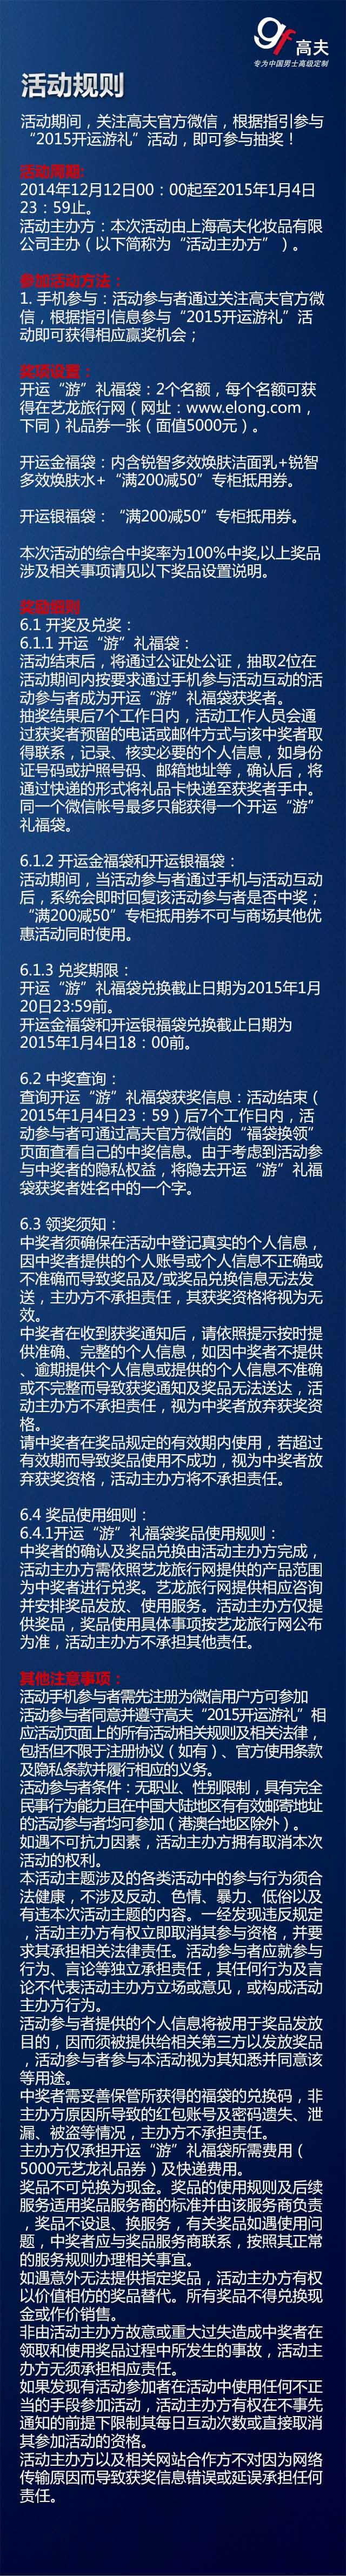 gf高夫
专为中国男士高级定制
活动规则
活动期间，关注高夫官方微信，根据指引参与
“2015开运游礼”活动，即可参与抽奖！
活动周期:
2014年12月12日00：00起至2015年1月4日
23：59止。
活动主办方：本次活动由上海高夫化妆品有限
公司主办（以下简称为“活动主办方”）。
参加活动方法：
1. 手机参与：活动参与者通过关注高夫官方微
信，根据指引信息参与“2015开运游礼”活
动即可获得相应赢奖机会；
奖项设置：
开运“游”礼福袋：2个名额，每个名额可获
得在艺龙旅行网（网址：www.elong.com，
下同）礼品券一张（面值5000元）。
开运金福袋：内含锐智多效焕肤洁面乳+锐智
多效焕肤水+“满200减50”专柜抵用券。
开运银福袋：“满200减50”专柜抵用券。
本次活动的综合中奖率为100%中奖,以上奖品
涉及相关事项请见以下奖品设置说明。
奖励细则
6.1 开奖及兑奖：
6.1.1 开运“游”礼福袋：
活动结束后，将通过公证处公证，抽取2位在
活动期间内按要求通过手机参与活动互动的活
动参与者成为开运“游”礼福袋获奖者。
抽奖结果后7个工作日内，活动工作人员会通
过获奖者预留的电话或邮件方式与该中奖者取
得联系，记录、核实必要的个人信息，如身份
证号码或护照号码、邮箱地址等，确认后，将
通过快递的形式将礼品卡快递至获奖者手中。
同一个微信帐号最多只能获得一个开运“游”
礼福袋。
6.1.2 开运金福袋和开运银福袋：
活动期间，当活动参与者通过手机与活动互动
后，系统会即时回复该活动参与者是否中奖；
“满200减50”专柜抵用券不可与商场其他优
惠活动同时使用。
6.1.3 兑奖期限：
开运“游”礼福袋兑换截止日期为2015年1月
20日23:59前。
开运金福袋和开运银福袋兑换截止日期为
2015年1月4日18：00前。
6.2 中奖查询：
查询开运“游”礼福袋获奖信息：活动结束（
2015年1月4日23：59）后7个工作日内，活
动参与者可通过高夫官方微信的“福袋换领”
页面查看自己的中奖信息。由于考虑到活动参
与中奖者的隐私权益，将隐去开运“游”礼福
袋获奖者姓名中的一个字。
6.3 领奖须知：
中奖者须确保在活动中登记真实的个人信息，
因中奖者提供的个人账号或个人信息不正确或
不准确而导致奖品及/或奖品兑换信息无法发
送，主办方不承担责任，其获奖资格将视为无
效。
中奖者在收到获奖通知后，请依照提示按时提
供准确、完整的个人信息，如因中奖者不提供
、逾期提供个人信息或提供的个人信息不准确
或不完整而导致获奖通知及奖品无法送达，活
动主办方不承担责任，视为中奖者放弃获奖资
格。
请中奖者在奖品规定的有效期内使用，若超过
有效期而导致奖品使用不成功，视为中奖者放
弃获奖资格，活动主办方将不承担责任。
6.4 奖品使用细则：
6.4.1开运“游”礼福袋奖品使用规则：
中奖者的确认及奖品兑换由活动主办方完成，
活动主办方需依照艺龙旅行网提供的产品范围
为中奖者进行兑奖。艺龙旅行网提供相应咨询
并安排奖品发放、使用服务。活动主办方仅提
供奖品，奖品使用具体事项按艺龙旅行网公布
为准，活动主办方不承担其他责任。
其他注意事项：
活动手机参与者需先注册为微信用户方可参加
活动参与者同意并遵守高夫“2015开运游礼”相
应活动页面上的所有活动相关规则及相关法律，
包括但不限于注册协议（如有）、官方使用条款
及隐私条款并履行相应的义务。
活动参与者条件：无职业、性别限制，具有完全
民事行为能力且在中国大陆地区有有效邮寄地址
的活动参与者均可参加（港澳台地区除外）。
如遇不可抗力因素，活动主办方拥有取消本次
活动的权利。
本活动主题涉及的各类活动中的参与行为须合
法健康，不涉及反动、色情、暴力、低俗以及
有违本次活动主题的内容。一经发现违反规定
，活动主办方有权立即取消其参与资格，并要
求其承担相关法律责任。活动参与者应就参与
行为、言论等独立承担责任，其任何行为及言
论不代表活动主办方立场或意见，或构成活动
主办方行为。
活动参与者提供的个人信息将被用于奖品发放
目的，因而须被提供给相关第三方以发放奖品
，活动参与者参与本活动视为其知悉并同意该
等用途。
中奖者需妥善保管所获得的福袋的兑换码，非
主办方原因所导致的红包账号及密码遗失、泄
漏、被盗等情况，主办方不承担责任。
主办方仅承担开运“游”礼福袋所需费用（
5000元艺龙礼品券）及快递费用。
奖品不可兑换为现金。奖品的使用规则及后续
服务适用奖品服务商的标准并由该服务商负责
，奖品不设退、换服务，有关奖品如遇使用问
题，中奖者应与奖品服务商联系，按照其正常
的服务规则办理相关事宜。
如遇意外无法提供指定奖品，活动主办方有权
以价值相仿的奖品替代。所有奖品不得兑换现
金或作价销售。
非由活动主办方故意或重大过失造成中奖者在
领取和使用奖品过程中所发生的事故，活动主
办方无须承担相应责任。
如果发现有活动参加者在活动中使用任何不正
当的手段参加活动，活动主办方有权在不事先
通知的前提下限制其每日互动次数或直接取消
其参加活动的资格。
活动主办方以及相关网站合作方不对因为网络
传输原因而导致获奖信息错误或延误承担任何
责任。